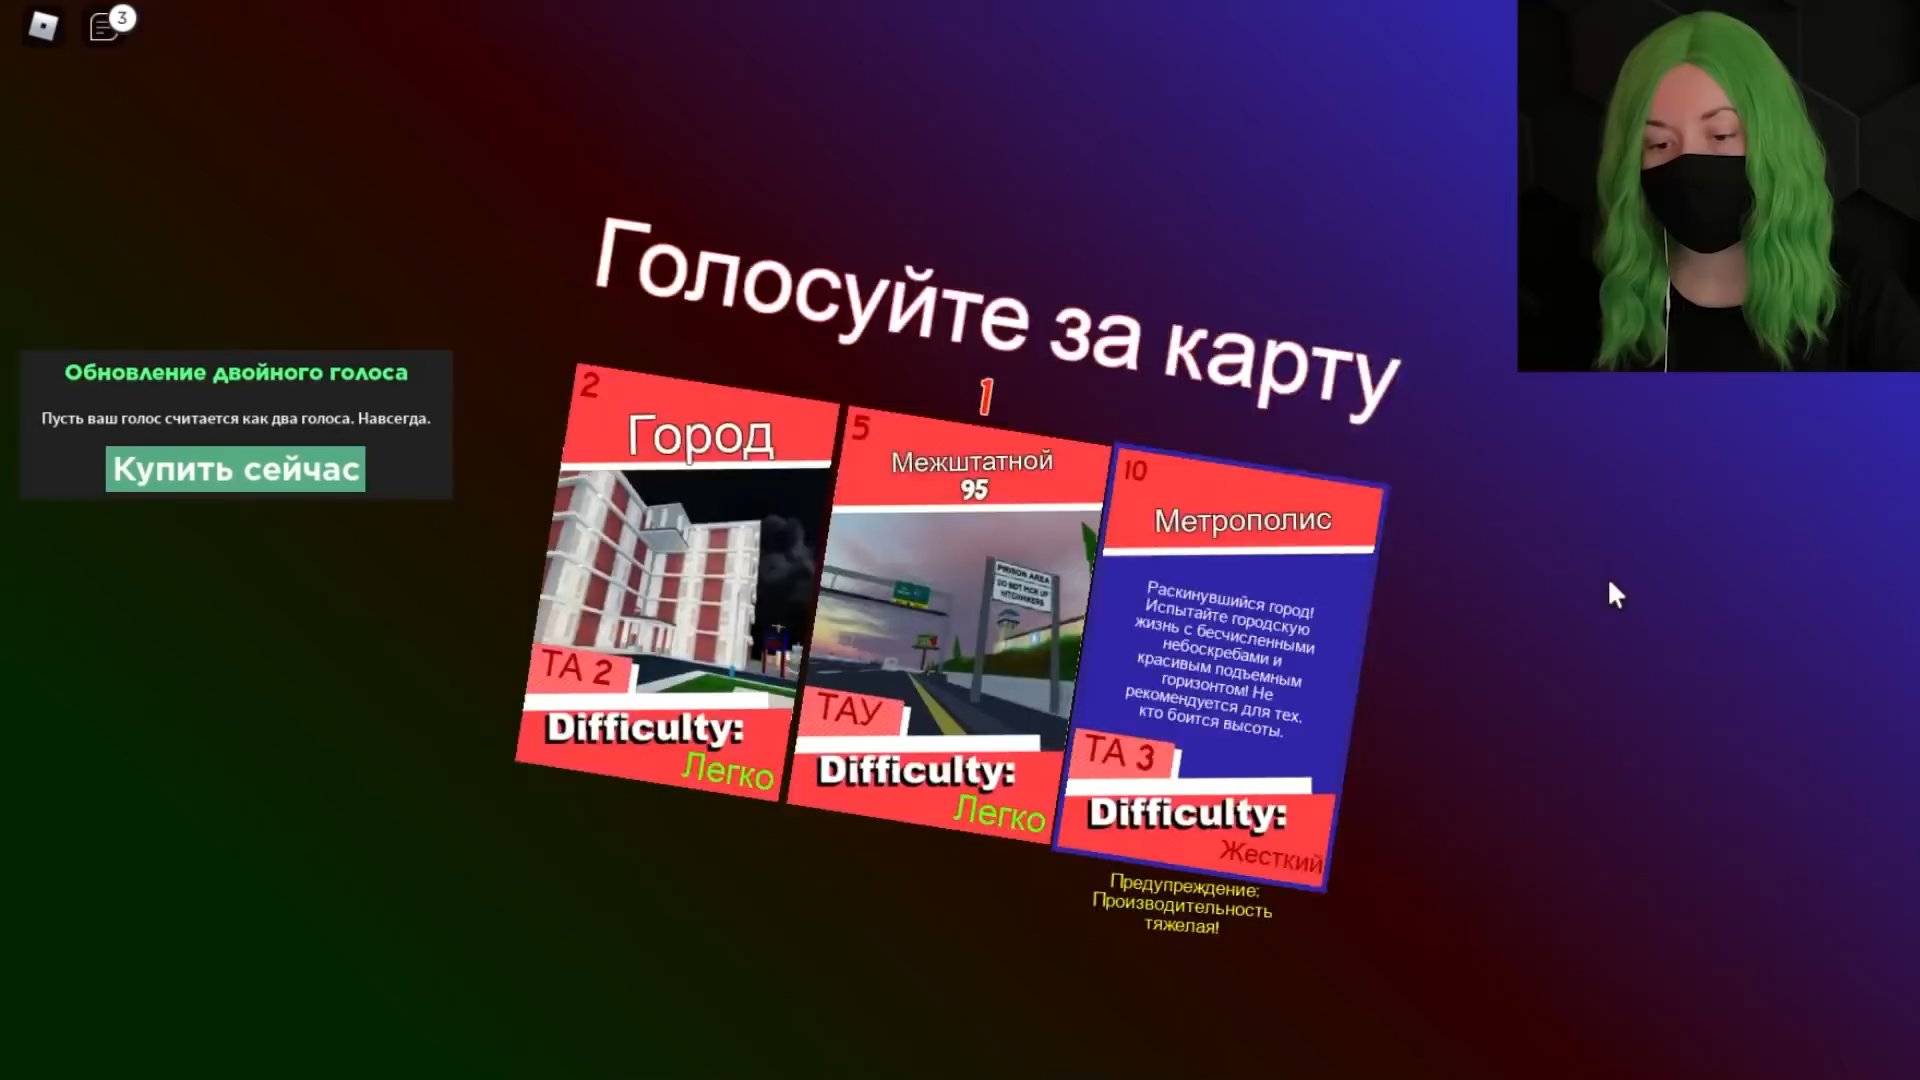 3
Голосуйте за карту
1
Обновление двойного голоса
Пусть ваш голос считается как два голоса. Навсегда.
Купить сейчас
2
Город
TA 2
Difficulty:
Легко
5
Межштатной
95
PRISON AREA
DO NOT PICK UP
HITCHHIKERS
ТАУ
Difficulty:
Легко
10
Метрополис
Раскинувшийся город!
Испытайте городскую
жизнь с бесчисленными
небоскребами и
красивым подъемным
горизонтом! Не
рекомендуется для тех,
кто боится высоты.
TA 3
Difficulty:
Жесткий
Предупреждение:
Производительность
тяжелая!